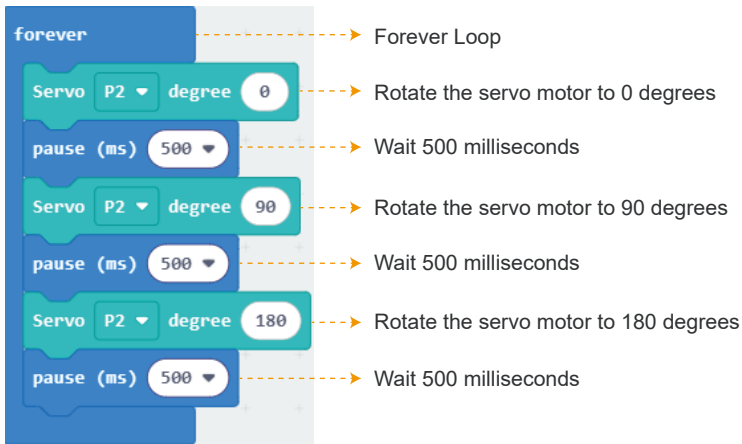 forever
Forever Loop
Servo P2 degree 0
Rotate the servo motor to 0 degrees
pause (ms) 500
Wait 500 milliseconds
Servo P2 degree 90
Rotate the servo motor to 90 degrees
pause (ms) 500
Wait 500 milliseconds
Servo P2 degree 180
Rotate the servo motor to 180 degrees
pause (ms) 500
Wait 500 milliseconds